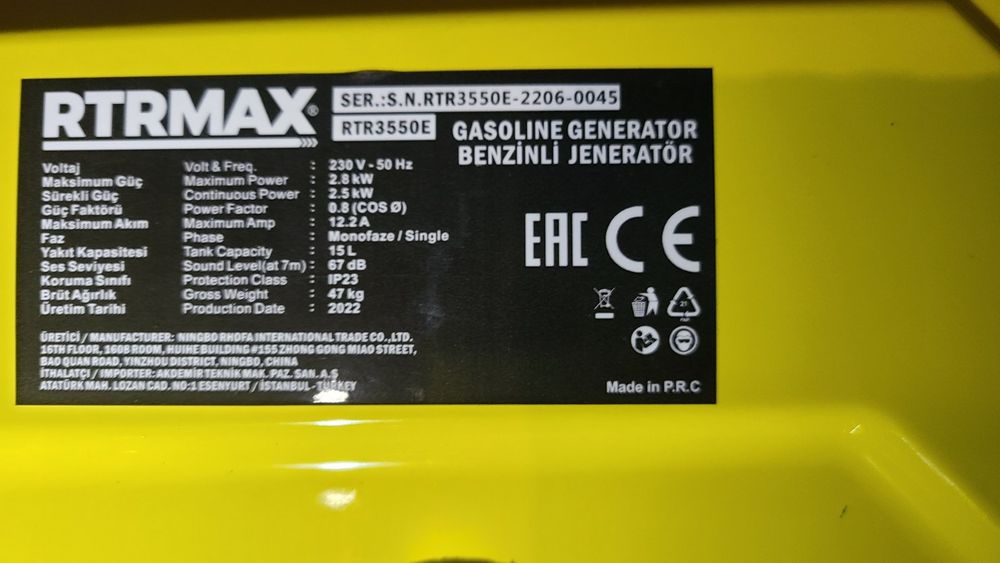 RTRMAX®
SER.:S.N.RTR3550E-2206-0045
RTR3550E
GASOLINE GENERATOR
BENZİNLİ JENERATÖR
Voltaj Volt & Freq. : 230 V - 50 Hz
Maksimum Güç Maximum Power : 2.8 kW
Sürekli Güç Continuous Power : 2.5 kW
Güç Faktörü Power Factor : 0.8 (COS Ø)
Maksimum Akım Maximum Amp : 12.2 A
Faz Phase : Monofaze / Single
Yakıt Kapasitesi Tank Capacity : 15 L
Ses Seviyesi Sound Level(at 7m) : 67 dB
Koruma Sınıfı Protection Class : IP23
Brüt Ağırlık Gross Weight : 47 kg
Üretim Tarihi Production Date : 2022
EAC CE
21
ÜRETİCİ / MANUFACTURER: NINGBO RHOFA INTERNATIONAL TRADE CO.,LTD.
16TH FLOOR, 1608 ROOM, HUIHE BUILDING #155 ZHONG GONG MIAO STREET,
BAO QUAN ROAD, YINZHOU DISTRICT, NINGBO, CHINA
İTHALATÇI / IMPORTER: AKDEMİR TEKNİK MAK. PAZ. SAN. A.Ş
ATATÜRK MAH. LOZAN CAD. NO:1 ESENYURT / İSTANBUL - TURKEY
Made in P.R.C